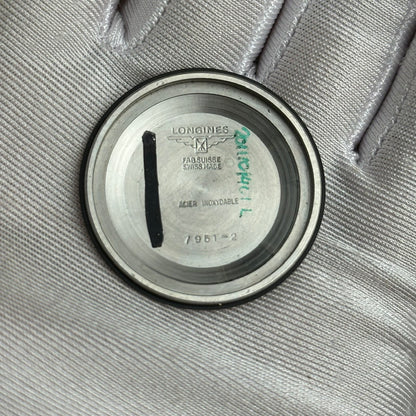 LONGINES
FAB.SUISSE
SWISS MADE
ACIER INOXYDABLE
7951-2